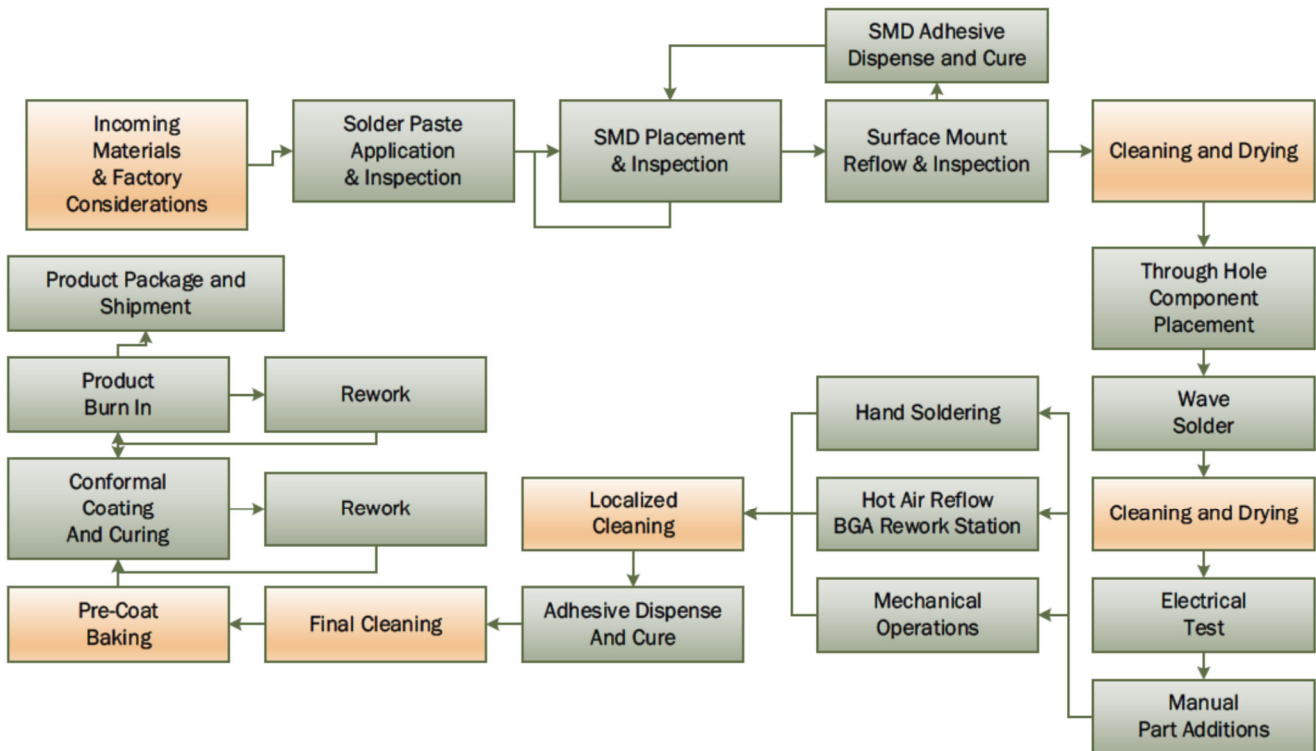 SMD Adhesive
Dispense and Cure
Incoming
Materials
& Factory
Considerations
Solder Paste
Application
& Inspection
SMD Placement
& Inspection
Surface Mount
Reflow & Inspection
Cleaning and Drying
Product Package and
Shipment
Through Hole
Component
Placement
Product
Burn In
Rework
Hand Soldering
Wave
Solder
Conformal
Coating
And Curing
Rework
Localized
Cleaning
Hot Air Reflow
BGA Rework Station
Cleaning and Drying
Pre-Coat
Baking
Final Cleaning
Adhesive Dispense
And Cure
Mechanical
Operations
Electrical
Test
Manual
Part Additions